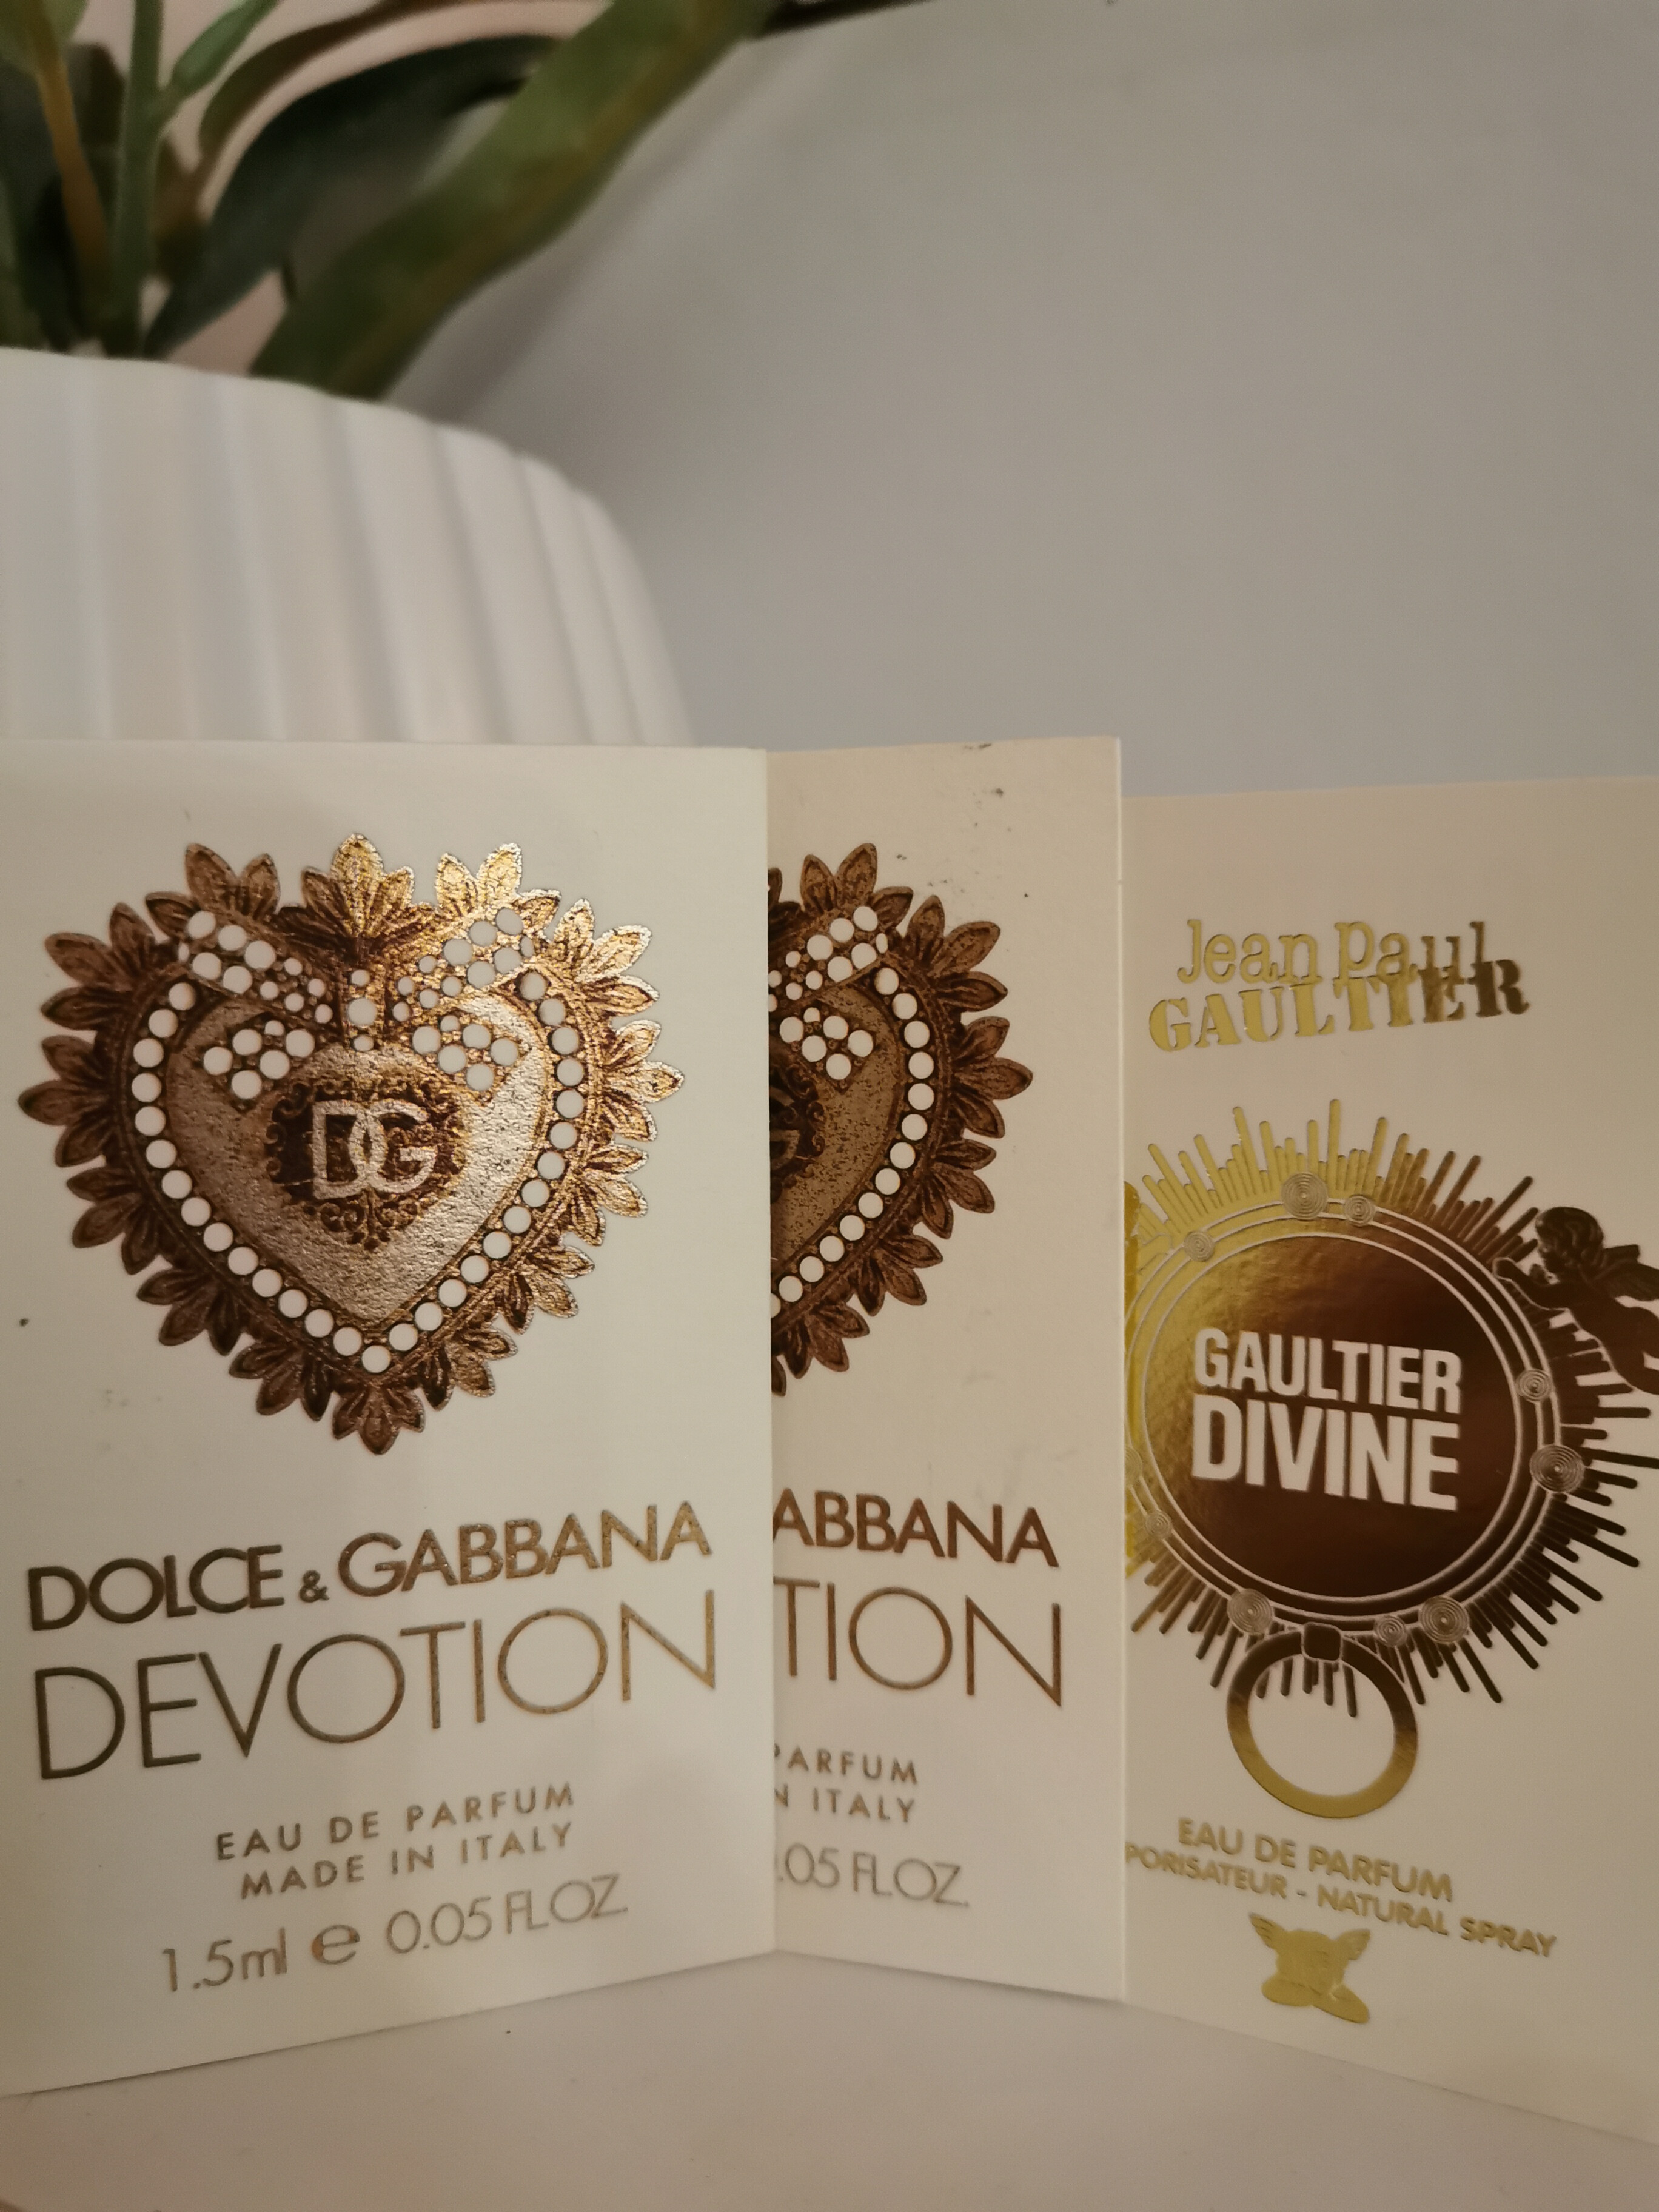 DG
DOLCE & GABBANA
DEVOTION
EAU DE PARFUM
MADE IN ITALY
1.5ml e 0.05 FL.OZ.
G
ABBANA
TION
PARFUM
N ITALY
.05 FL.OZ.
Jean Paul
GAULTIER
GAULTIER
DIVINE
EAU DE PARFUM
PORISATEUR - NATURAL SPRAY